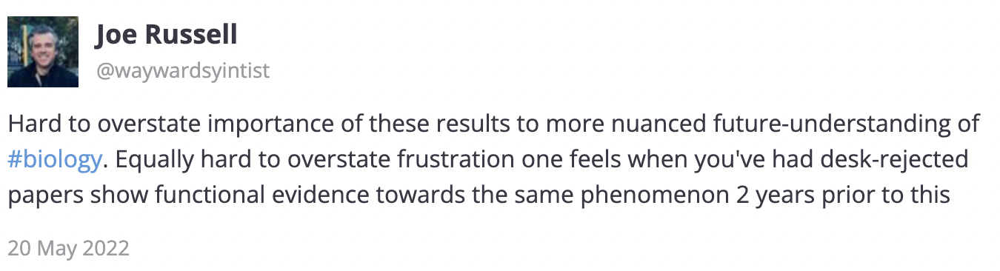 Joe Russell
@waywardsyintist
Hard to overstate importance of these results to more nuanced future-understanding of
#biology. Equally hard to overstate frustration one feels when you've had desk-rejected
papers show functional evidence towards the same phenomenon 2 years prior to this
20 May 2022